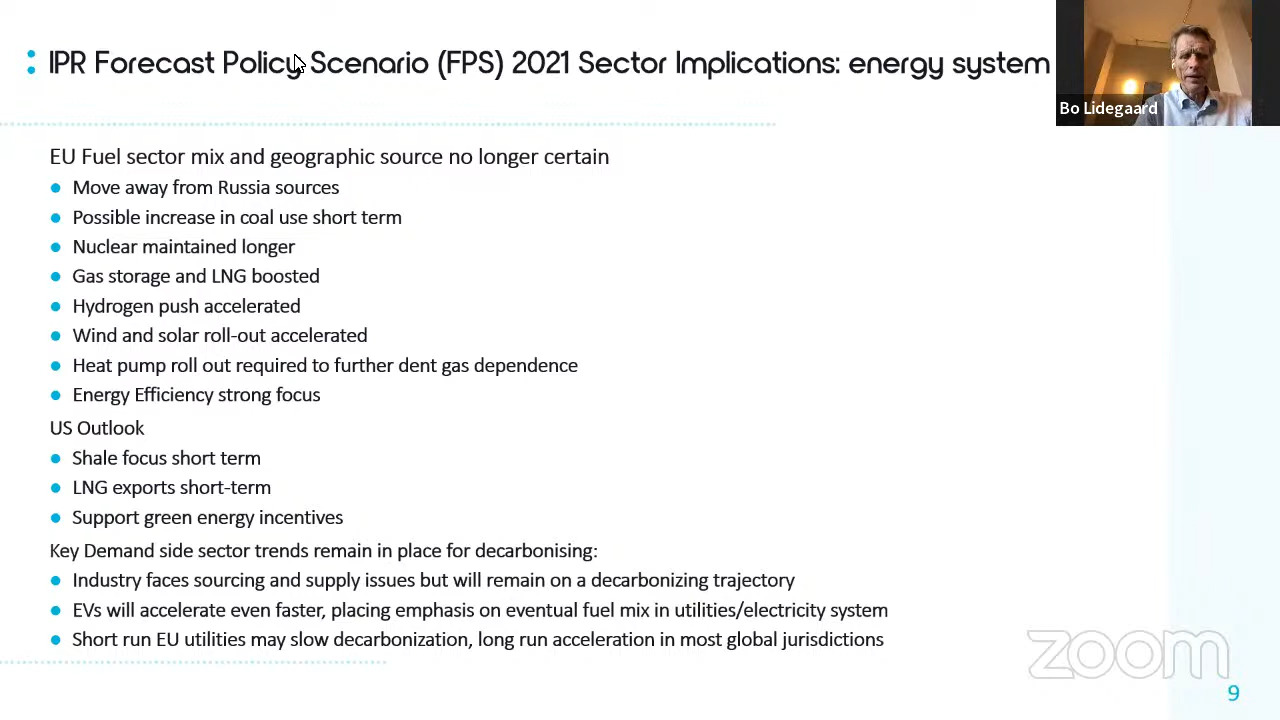 IPR Forecast Policy Scenario (FPS) 2021 Sector Implications: energy system
Bo Lidegaard
EU Fuel sector mix and geographic source no longer certain
Move away from Russia sources
Possible increase in coal use short term
Nuclear maintained longer
Gas storage and LNG boosted
Hydrogen push accelerated
Wind and solar roll-out accelerated
Heat pump roll out required to further dent gas dependence
Energy Efficiency strong focus
US Outlook
Shale focus short term
LNG exports short-term
Support green energy incentives
Key Demand side sector trends remain in place for decarbonising:
Industry faces sourcing and supply issues but will remain on a decarbonizing trajectory
EVs will accelerate even faster, placing emphasis on eventual fuel mix in utilities/electricity system
Short run EU utilities may slow decarbonization, long run acceleration in most global jurisdictions
zoom
9